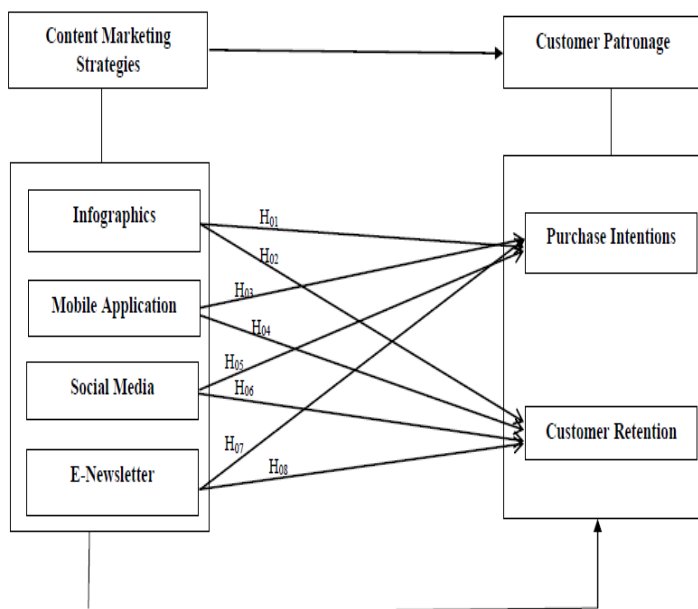 Content Marketing
Strategies
Customer Patronage
Infographics
Mobile Application
Social Media
E-Newsletter
H01
H02
H03
H04
H05
H06
H07
H08
Purchase Intentions
Customer Retention